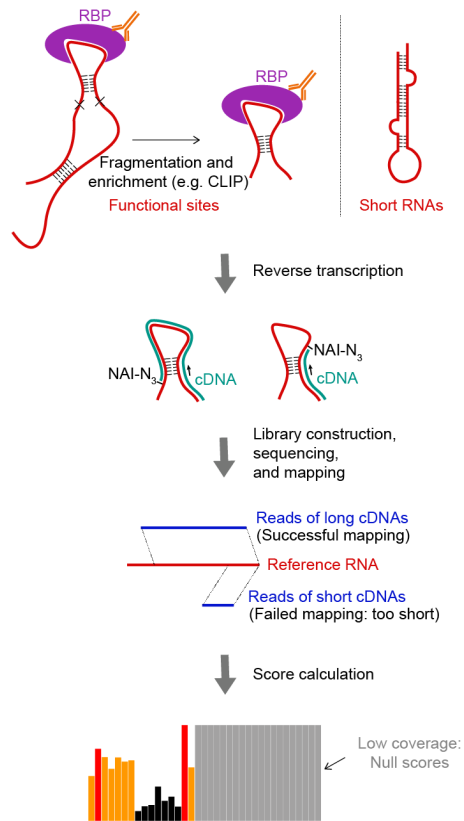 RBP
RBP
Fragmentation and
enrichment (e.g. CLIP)
Functional sites
Short RNAs
Reverse transcription
NAI-N3
cDNA
NAI-N3
cDNA
Library construction,
sequencing,
and mapping
Reads of long cDNAs
(Successful mapping)
Reference RNA
Reads of short cDNAs
(Failed mapping: too short)
Score calculation
Low coverage:
Null scores